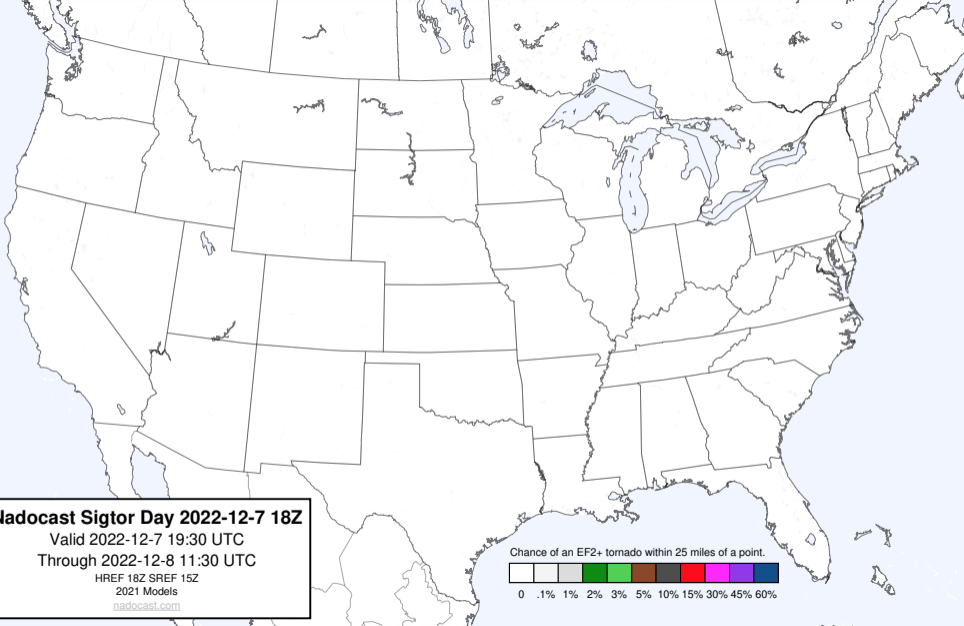 Nadocast Sigtor Day 2022-12-7 18Z
Valid 2022-12-7 19:30 UTC
Through 2022-12-8 11:30 UTC
HREF 18Z SREF 15Z
2021 Models
nadocast.com
Chance of an EF2+ tornado within 25 miles of a point.
0 .1% 1% 2% 3% 5% 10% 15% 30% 45% 60%